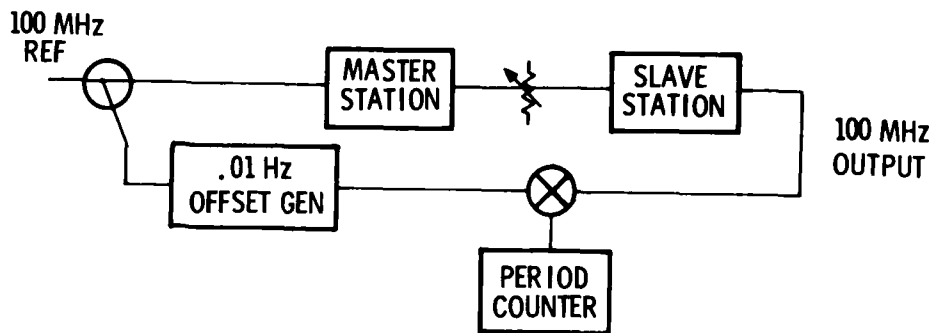 100 MHz
REF
MASTER
STATION
SLAVE
STATION
100 MHz
OUTPUT
.01 Hz
OFFSET GEN
PERIOD
COUNTER